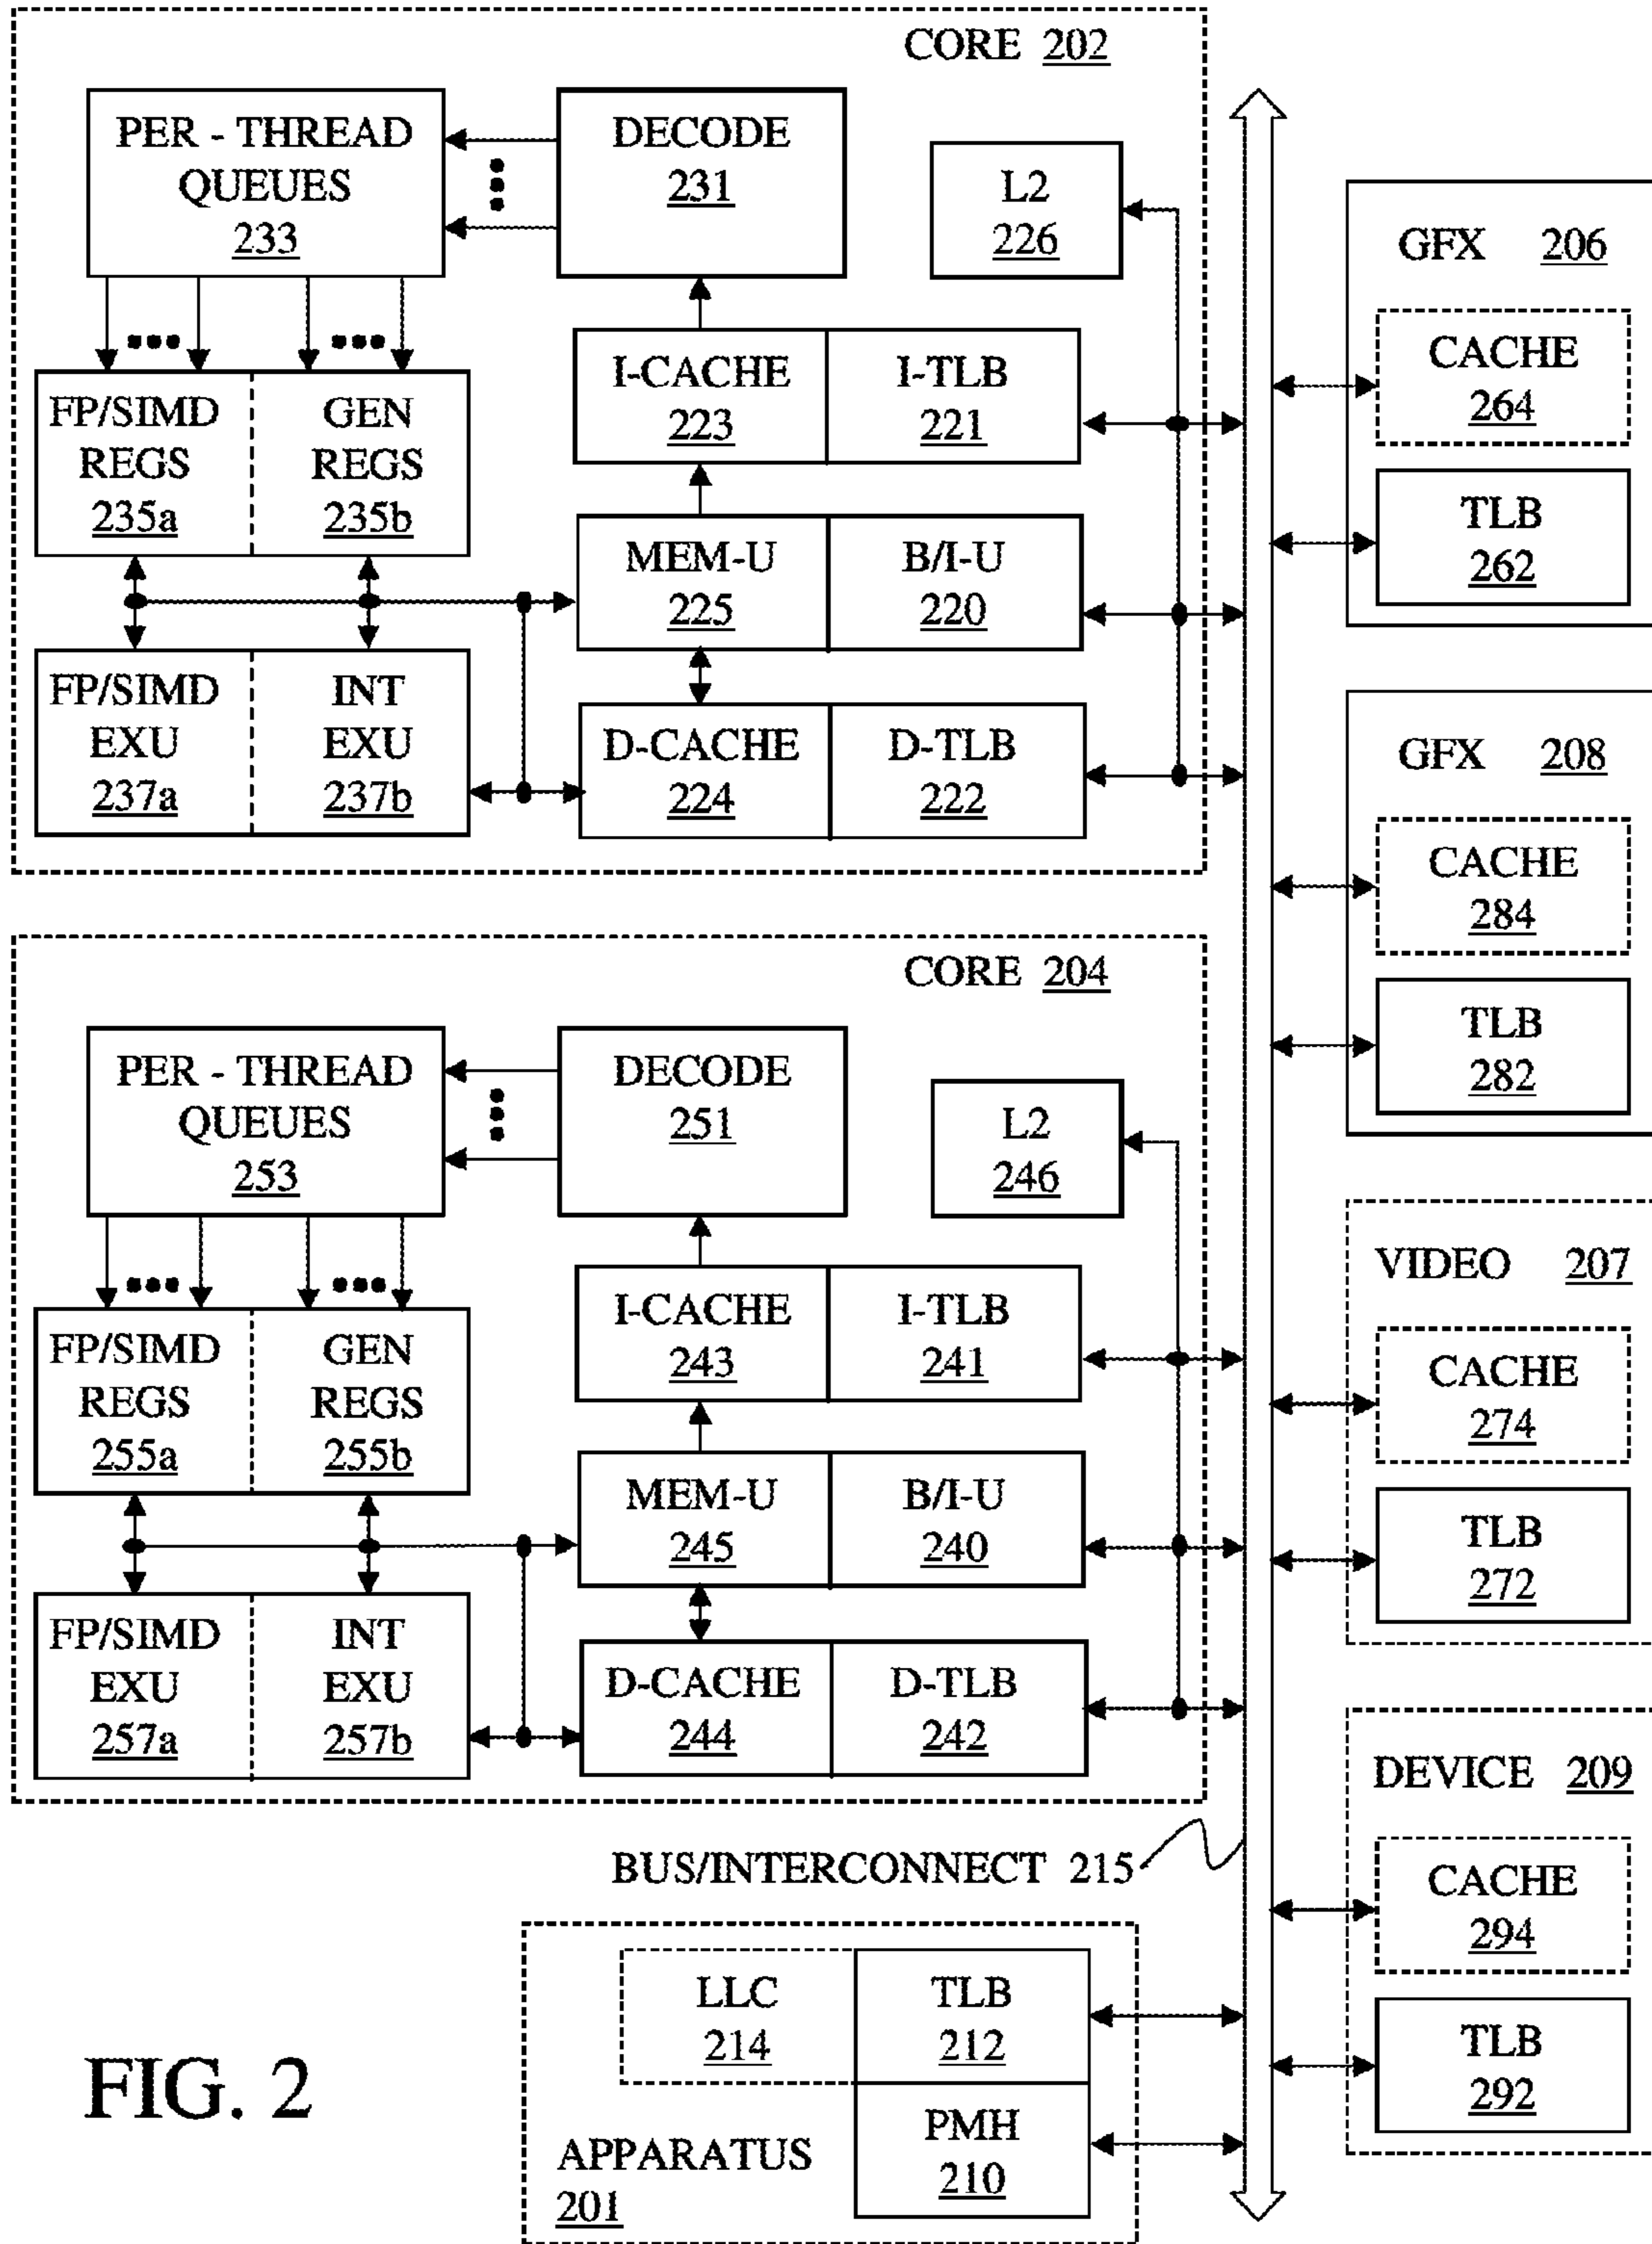 CORE 202
PER - THREAD
QUEUES
233
DECODE
231
L2
226
I-CACHE
223
I-TLB
221
FP/SIMD
REGS
235a
GEN
REGS
235b
MEM-U
225
B/I-U
220
FP/SIMD
EXU
237a
INT
EXU
237b
D-CACHE
224
D-TLB
222
CORE 204
PER - THREAD
QUEUES
253
DECODE
251
L2
246
I-CACHE
243
I-TLB
241
FP/SIMD
REGS
255a
GEN
REGS
255b
MEM-U
245
B/I-U
240
FP/SIMD
EXU
257a
INT
EXU
257b
D-CACHE
244
D-TLB
242
GFX 206
CACHE
264
TLB
262
GFX 208
CACHE
284
TLB
282
VIDEO 207
CACHE
274
TLB
272
DEVICE 209
CACHE
294
TLB
292
BUS/INTERCONNECT 215
LLC
214
TLB
212
PMH
210
APPARATUS
201
FIG. 2